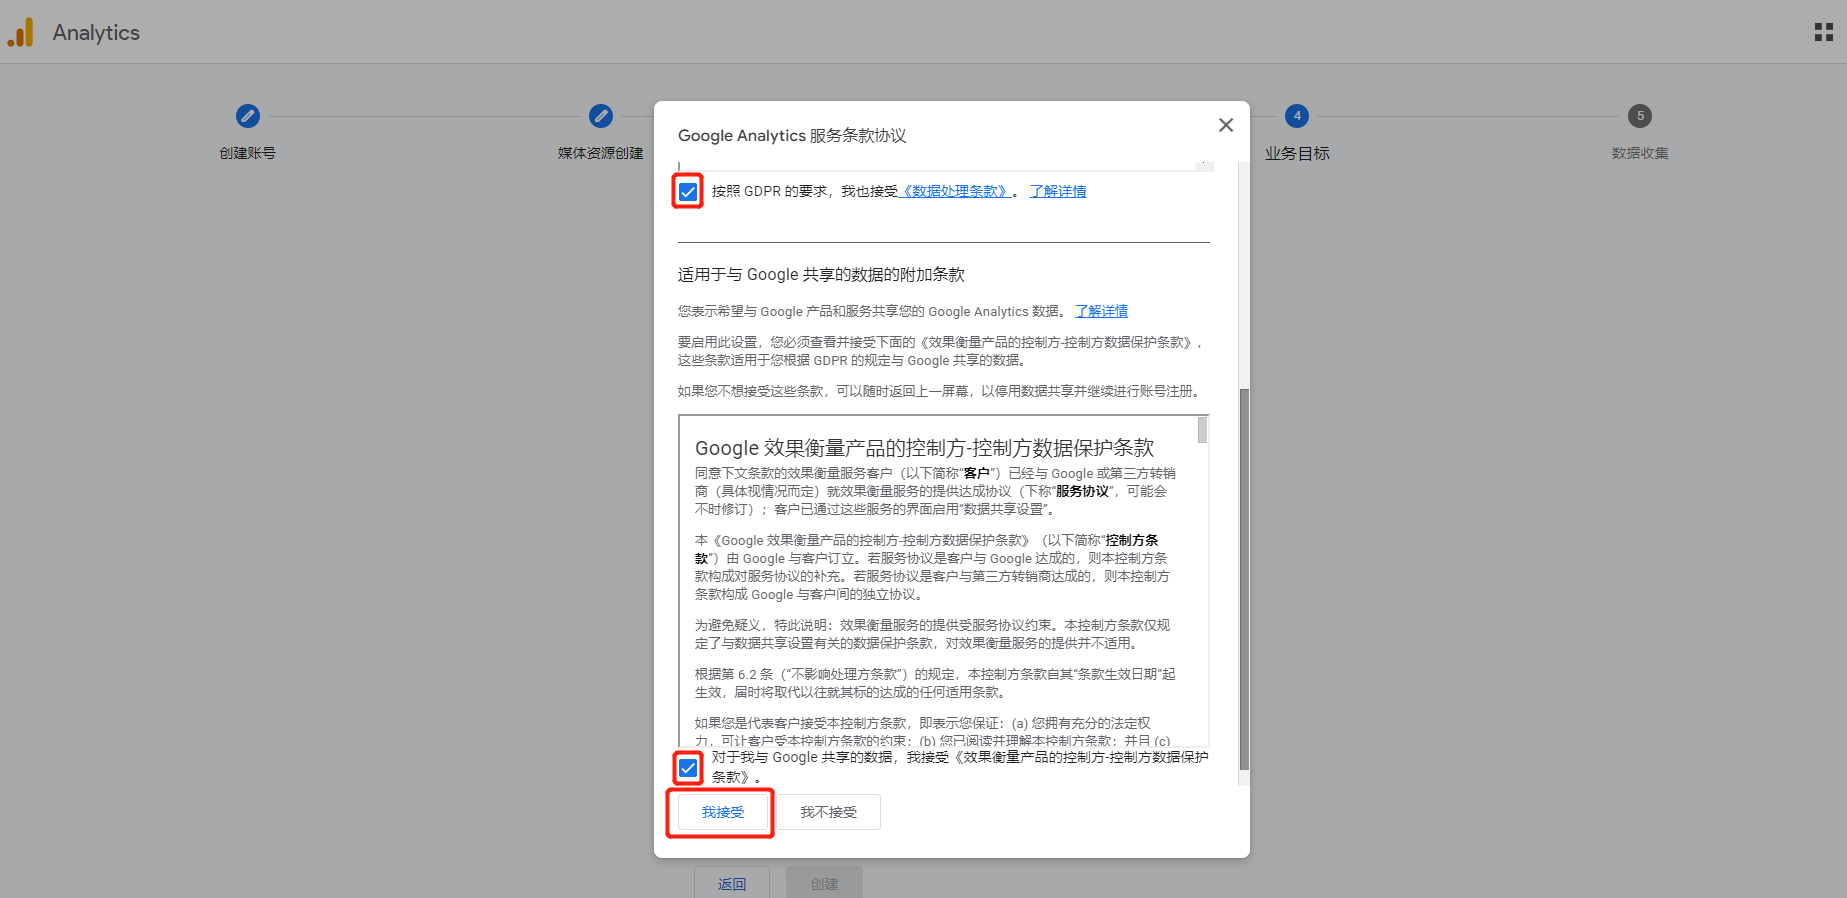 Analytics
创建账号
媒体资源创建
4
业务目标
5
数据收集
Google Analytics 服务条款协议
按照 GDPR 的要求，我也接受《数据处理条款》。 了解详情
适用于与 Google 共享的数据的附加条款
您表示希望与 Google 产品和服务共享您的 Google Analytics 数据。 了解详情
要启用此设置，您必须查看并接受下面的《效果衡量产品的控制方-控制方数据保护条款》，
这些条款适用于您根据 GDPR 的规定与 Google 共享的数据。
如果您不想接受这些条款，可以随时返回上一屏幕，以停用数据共享并继续进行账号注册。
Google 效果衡量产品的控制方-控制方数据保护条款
同意下文条款的效果衡量服务客户（以下简称“客户”）已经与 Google 或第三方转销
商（具体视情况而定）就效果衡量服务的提供达成协议（下称“服务协议”，可能会
不时修订）；客户已通过这些服务的界面启用“数据共享设置”。
本《Google 效果衡量产品的控制方-控制方数据保护条款》（以下简称“控制方条
款”）由 Google 与客户订立。若服务协议是客户与 Google 达成的，则本控制方条
款构成对服务协议的补充。若服务协议是客户与第三方转销商达成的，则本控制方
条款构成 Google 与客户间的独立协议。
为避免疑义，特此说明：效果衡量服务的提供受服务协议约束。本控制方条款仅规
定了与数据共享设置有关的数据保护条款，对效果衡量服务的提供并不适用。
根据第 6.2 条（“不影响处理方条款”）的规定，本控制方条款自其“条款生效日期”起
生效，届时将取代以往就其标的达成的任何适用条款。
如果您是代表客户接受本控制方条款，即表示您保证：(a) 您拥有充分的法定权
力，可让客户受本控制方条款的约束；(b) 您已阅读并理解本控制方条款；并且 (c)
对于我与 Google 共享的数据，我接受《效果衡量产品的控制方-控制方数据保护
条款》。
我接受
我不接受
返回
创建